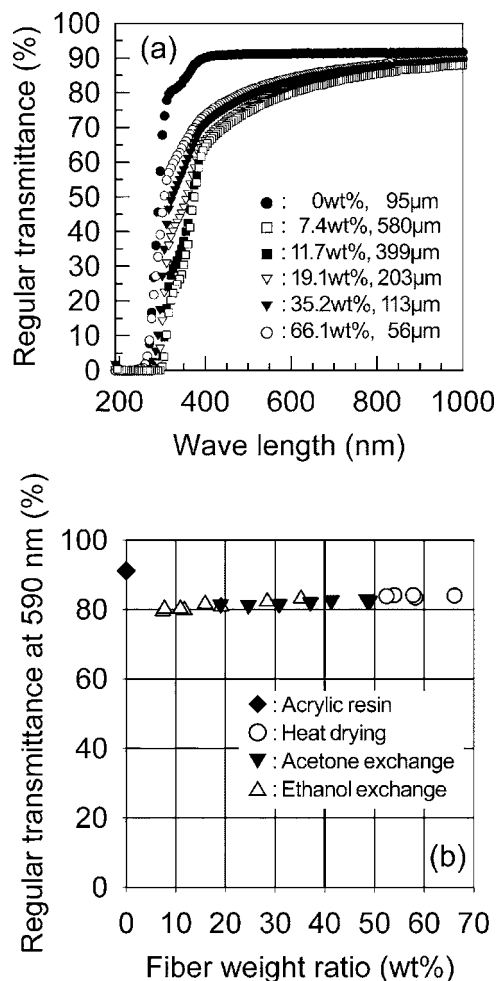 Regular transmittance (%)
100
90
80
70
60
50
40
30
20
10
0
(a)
● : 0wt%, 95µm
□ : 7.4wt%, 580µm
■ : 11.7wt%, 399µm
▽ : 19.1wt%, 203µm
▼ : 35.2wt%, 113µm
○ : 66.1wt%, 56µm
200 400 600 800 1000
Wave length (nm)
Regular transmittance at 590 nm (%)
100
80
60
40
20
0
◆ : Acrylic resin
○ : Heat drying
▼ : Acetone exchange
△ : Ethanol exchange
(b)
0 10 20 30 40 50 60 70
Fiber weight ratio (wt%)